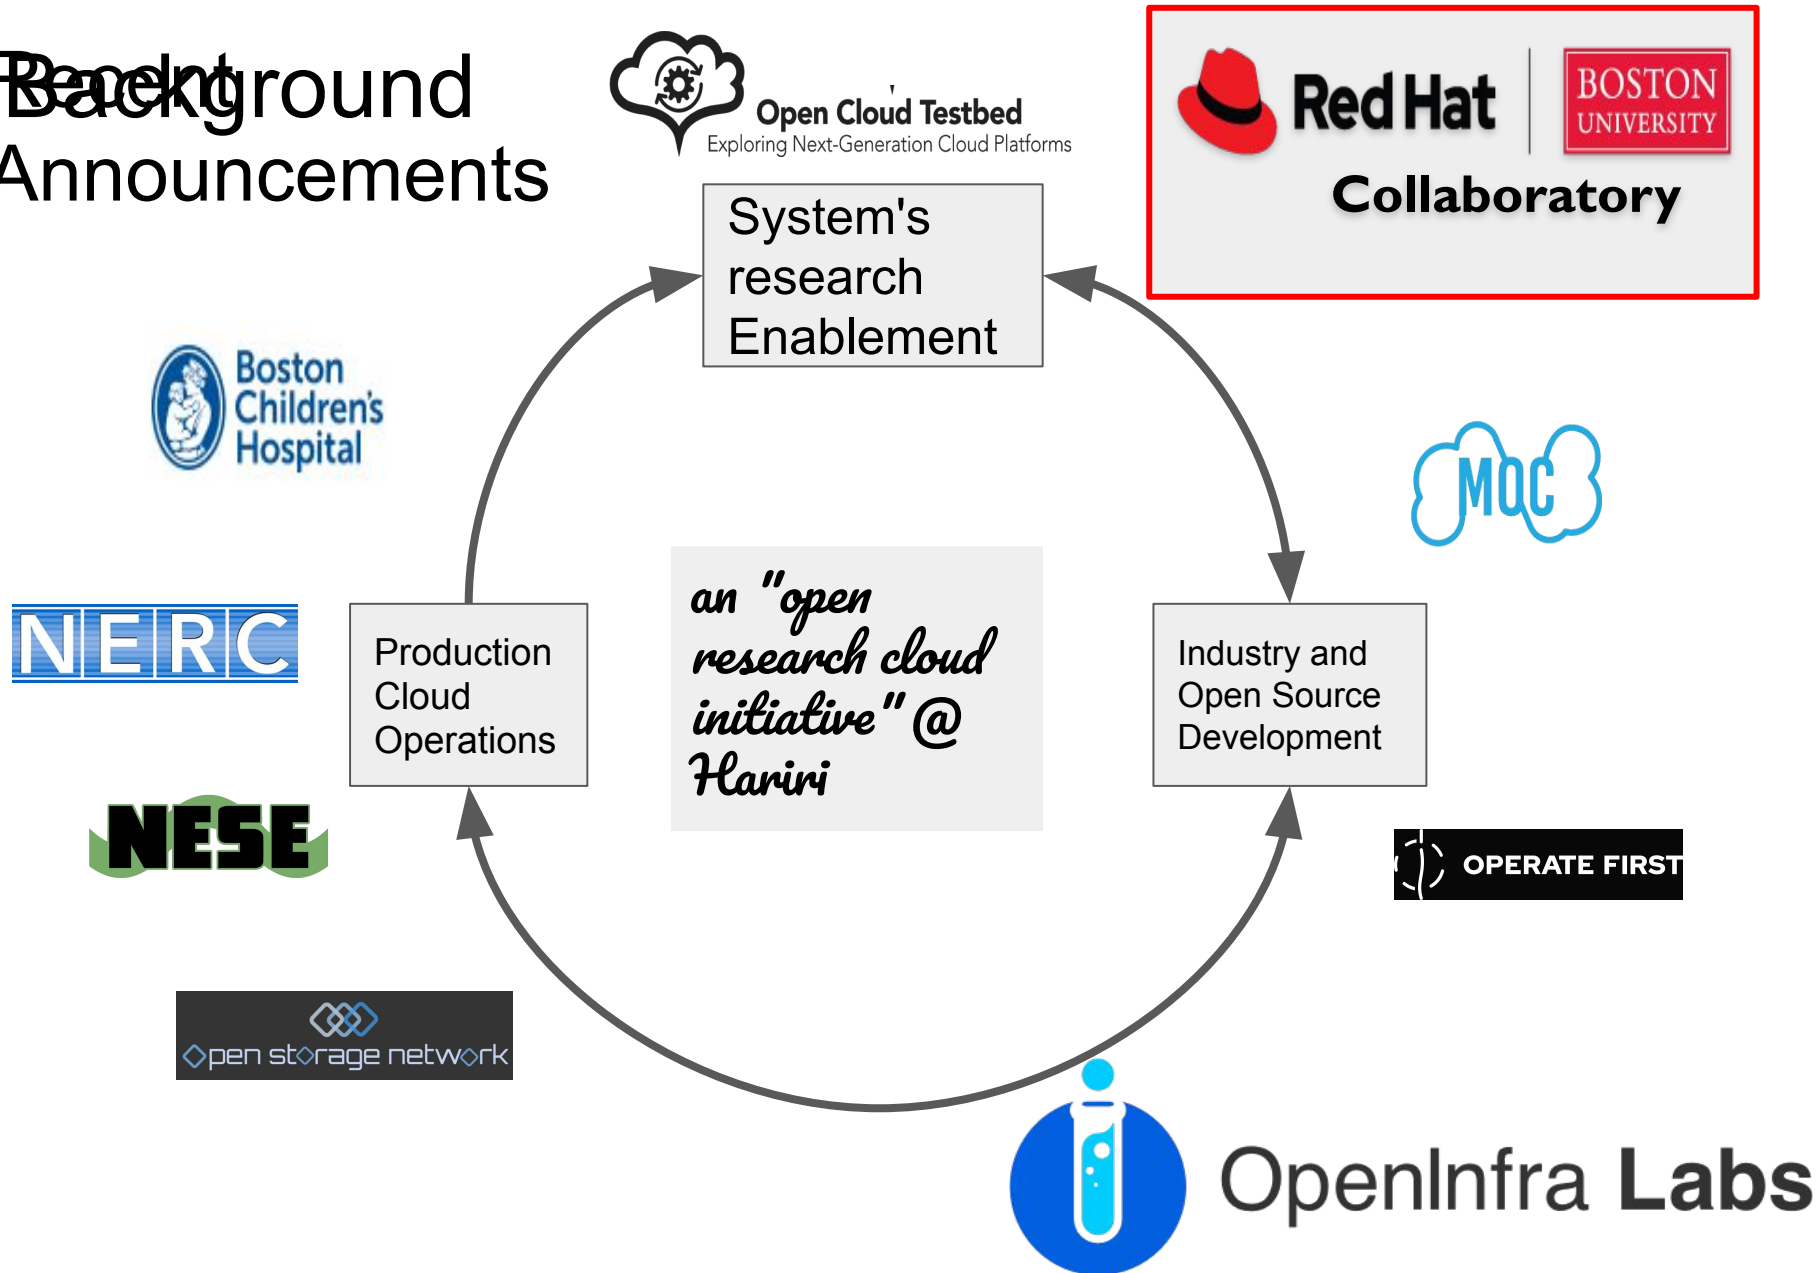 Recent
Background
Announcements
Open Cloud Testbed
Exploring Next-Generation Cloud Platforms
Red Hat
BOSTON
UNIVERSITY
Collaboratory
System's
research
Enablement
Boston
Children's
Hospital
MOC
NERC
Production
Cloud
Operations
an "open
research cloud
initiative" @
Hariri
Industry and
Open Source
Development
NESE
OPERATE FIRST
Open storage network
OpenInfra Labs